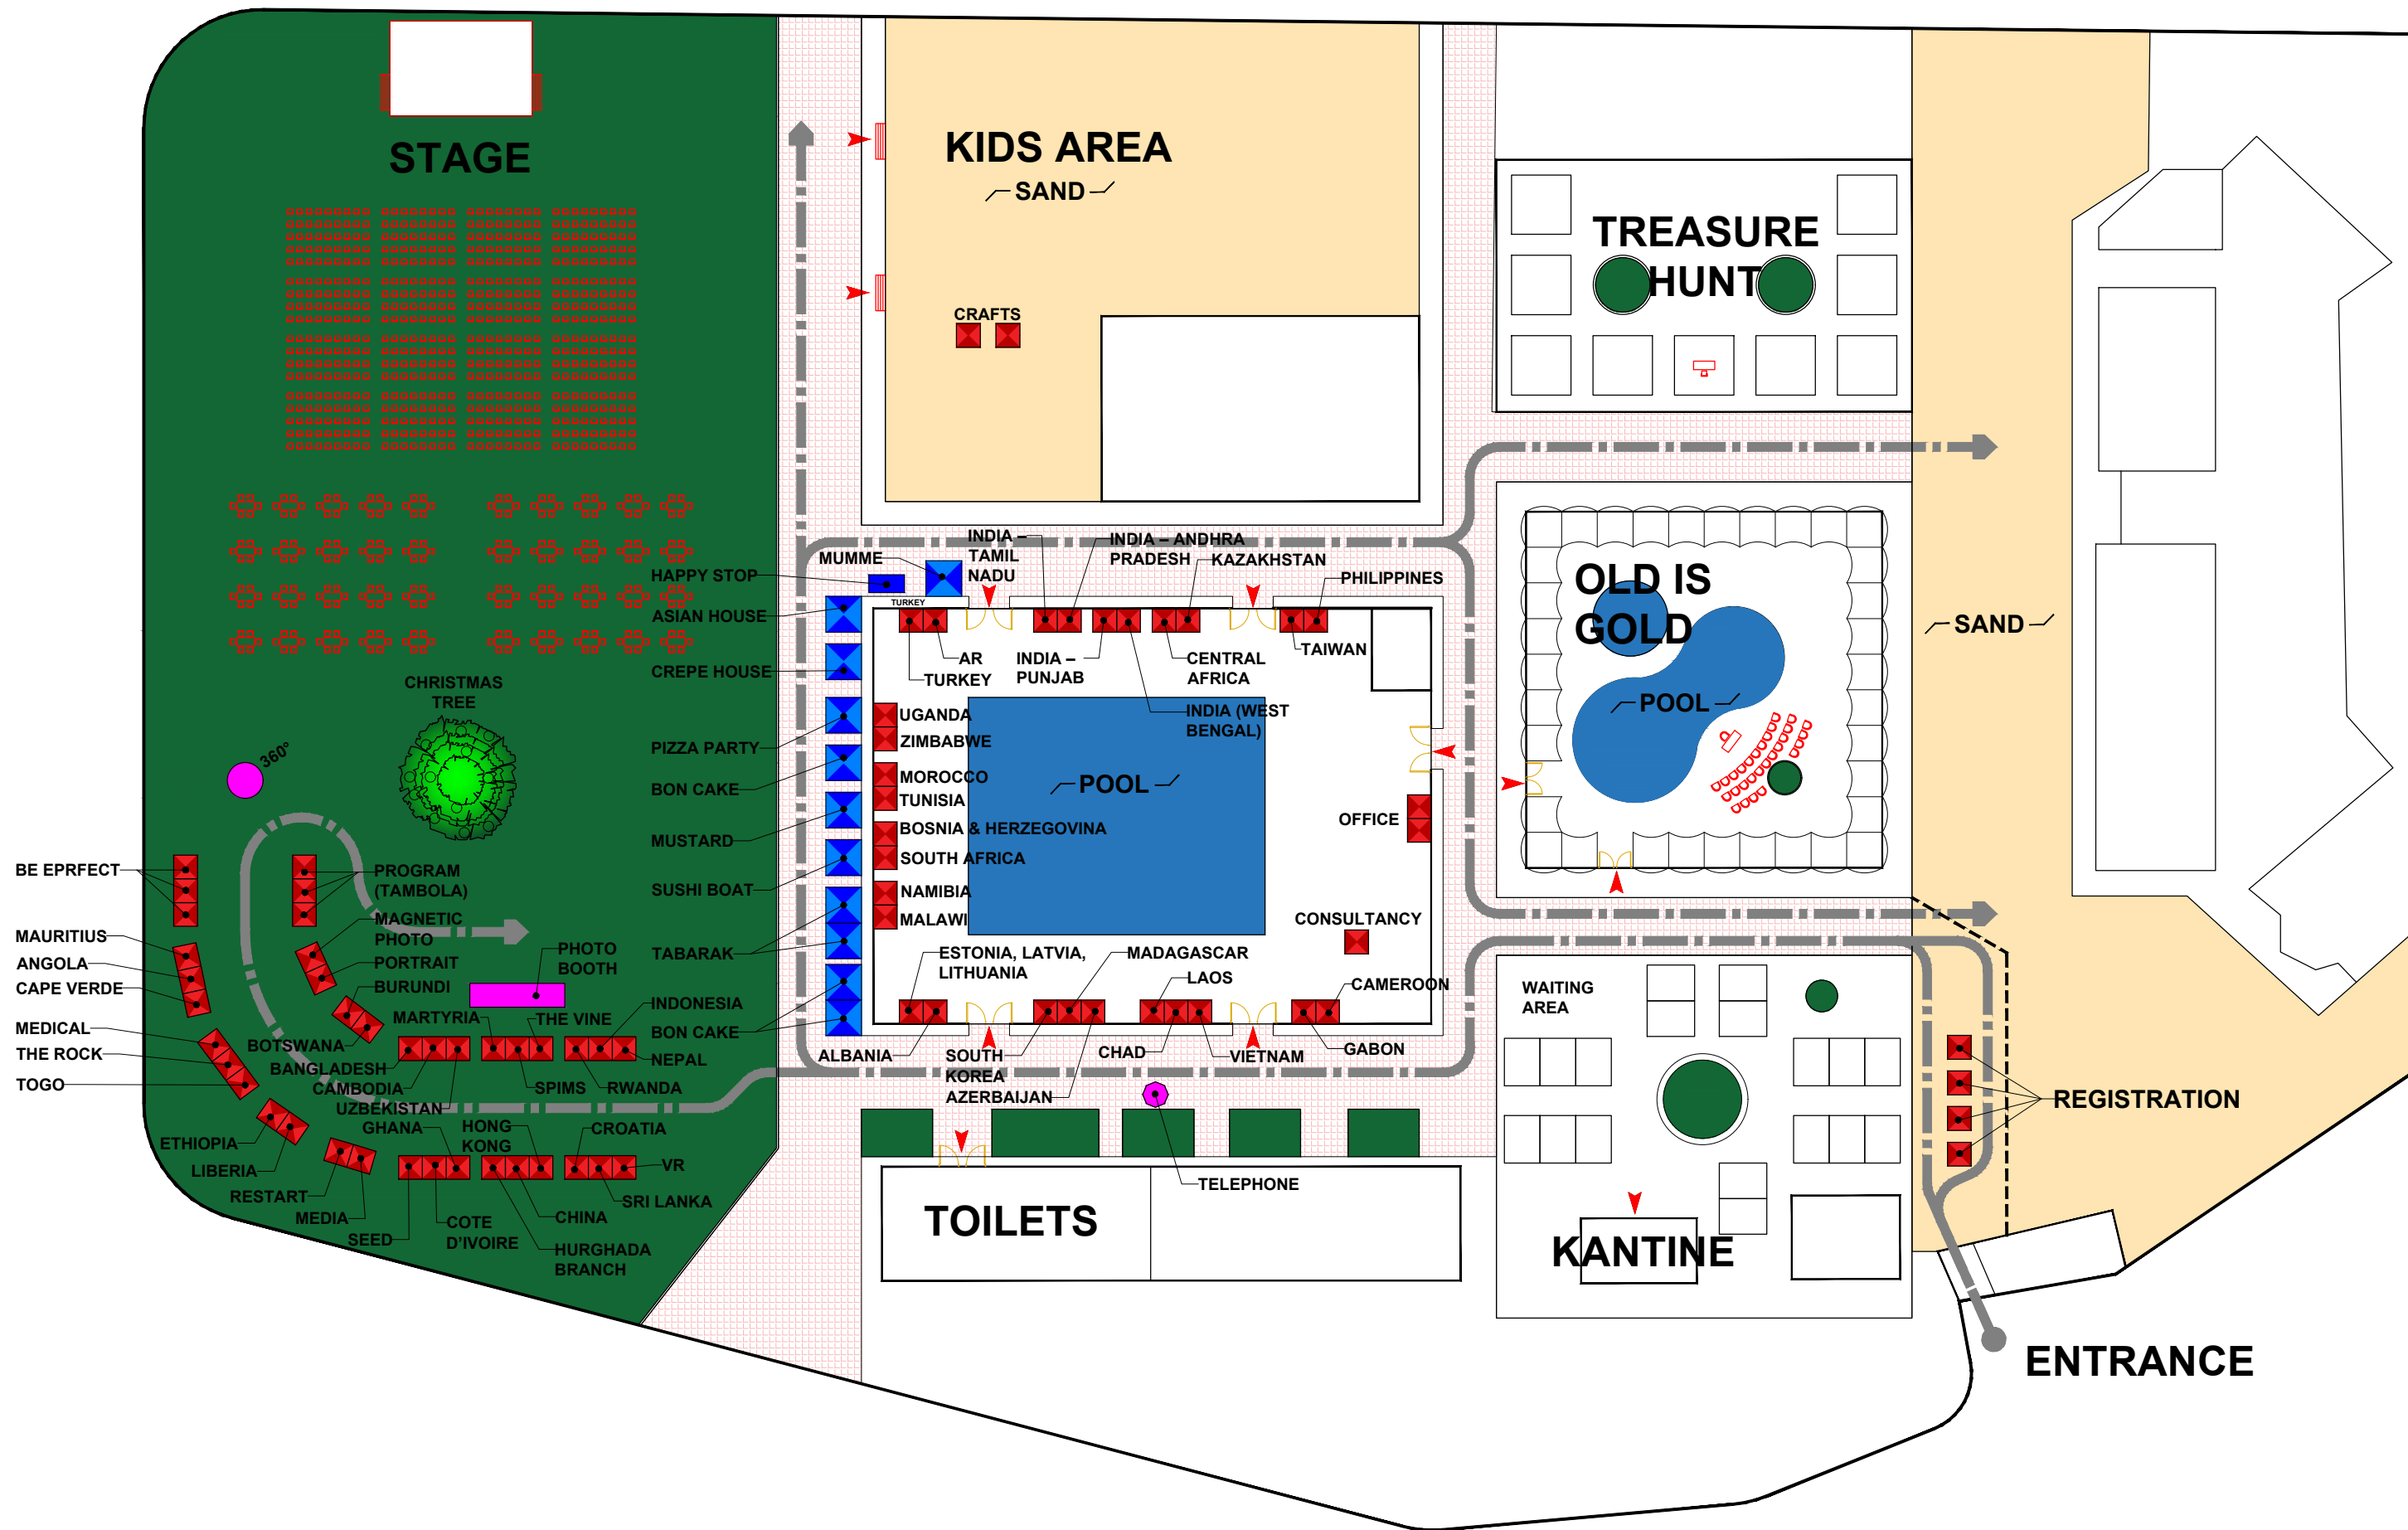 STAGE
KIDS AREA
SAND
CRAFTS
TREASURE
HUNT
OLD IS
GOLD
POOL
SAND
MUMME
HAPPY STOP
ASIAN HOUSE
CREPE HOUSE
PIZZA PARTY
BON CAKE
MUSTARD
SUSHI BOAT
TABARAK
BON CAKE
INDIA –
TAMIL
NADU
INDIA – ANDHRA
PRADESH
KAZAKHSTAN
PHILIPPINES
TURKEY
AR
TURKEY
INDIA –
PUNJAB
CENTRAL
AFRICA
TAIWAN
INDIA (WEST
BENGAL)
UGANDA
ZIMBABWE
MOROCCO
TUNISIA
BOSNIA & HERZEGOVINA
SOUTH AFRICA
NAMIBIA
MALAWI
POOL
OFFICE
CONSULTANCY
ESTONIA, LATVIA,
LITHUANIA
MADAGASCAR
LAOS
CAMEROON
ALBANIA
SOUTH
KOREA
AZERBAIJAN
CHAD
VIETNAM
GABON
TELEPHONE
TOILETS
CHRISTMAS
TREE
360°
BE EPRFECT
PROGRAM
(TAMBOLA)
MAGNETIC
PHOTO
PORTRAIT
BURUNDI
BOTSWANA
MAURITIUS
ANGOLA
CAPE VERDE
MEDICAL
THE ROCK
TOGO
ETHIOPIA
LIBERIA
RESTART
MEDIA
SEED
COTE
D'IVOIRE
PHOTO
BOOTH
MARTYRIA
THE VINE
INDONESIA
NEPAL
BANGLADESH
CAMBODIA
UZBEKISTAN
SPIMS
RWANDA
GHANA
HONG
KONG
CROATIA
VR
SRI LANKA
CHINA
HURGHADA
BRANCH
WAITING
AREA
KANTINE
REGISTRATION
ENTRANCE